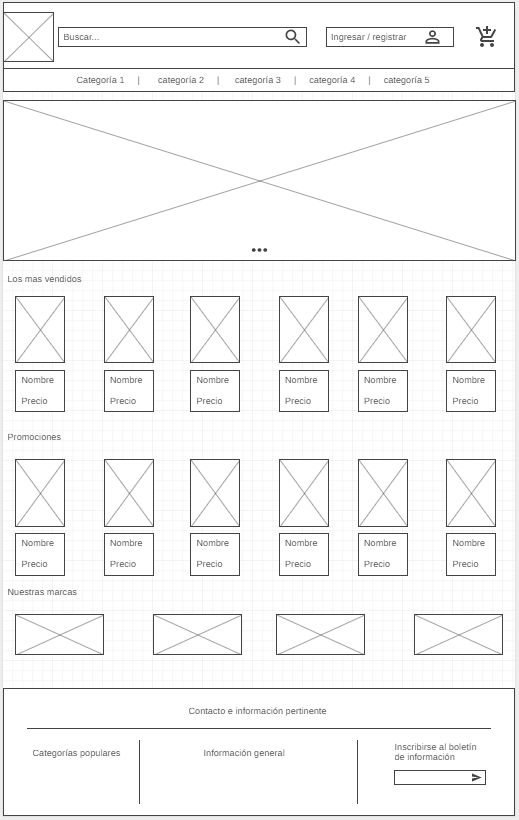 Buscar...
Ingresar / registrar
Categoría 1 | categoría 2 | categoría 3 | categoría 4 | categoría 5
Los mas vendidos
Nombre Nombre Nombre Nombre Nombre Nombre
Precio Precio Precio Precio Precio Precio
Promociones
Nombre Nombre Nombre Nombre Nombre Nombre
Precio Precio Precio Precio Precio Precio
Nuestras marcas
Contacto e información pertinente
Categorías populares
Información general
Inscribirse al boletín
de información